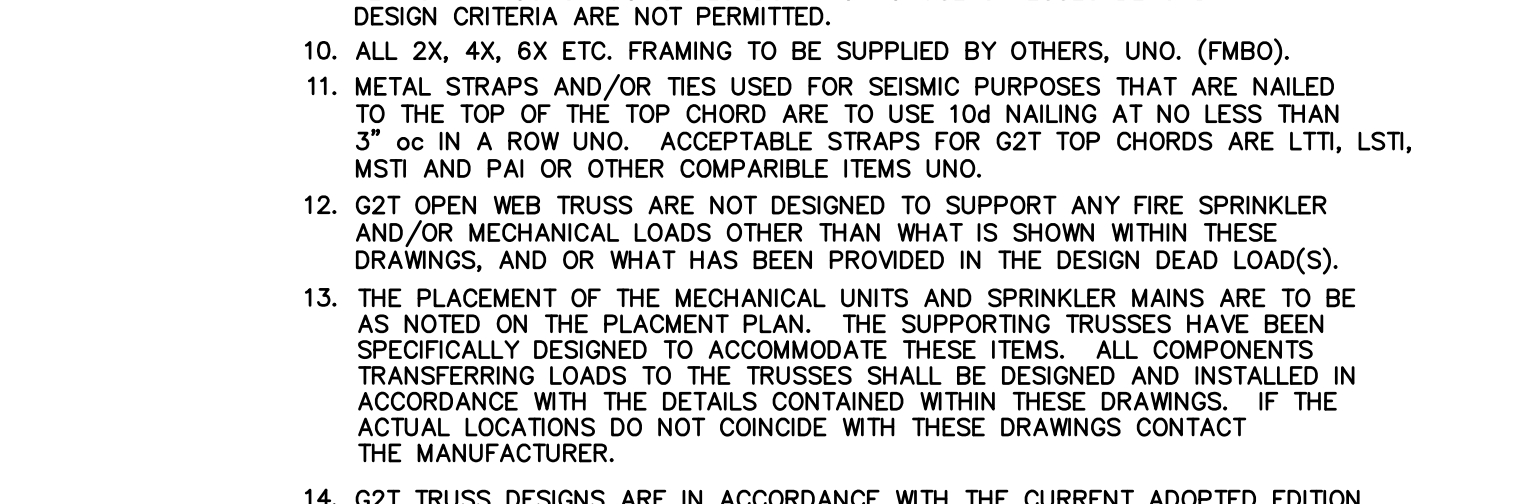 DESIGN CRITERIA ARE NOT PERMITTED.
10. ALL 2X, 4X, 6X ETC. FRAMING TO BE SUPPLIED BY OTHERS, UNO. (FMBO).
11. METAL STRAPS AND/OR TIES USED FOR SEISMIC PURPOSES THAT ARE NAILED
TO THE TOP OF THE TOP CHORD ARE TO USE 10d NAILING AT NO LESS THAN
3" oc IN A ROW UNO. ACCEPTABLE STRAPS FOR G2T TOP CHORDS ARE LTTI, LSTI,
MSTI AND PAI OR OTHER COMPARIBLE ITEMS UNO.
12. G2T OPEN WEB TRUSS ARE NOT DESIGNED TO SUPPORT ANY FIRE SPRINKLER
AND/OR MECHANICAL LOADS OTHER THAN WHAT IS SHOWN WITHIN THESE
DRAWINGS, AND OR WHAT HAS BEEN PROVIDED IN THE DESIGN DEAD LOAD(S).
13. THE PLACEMENT OF THE MECHANICAL UNITS AND SPRINKLER MAINS ARE TO BE
AS NOTED ON THE PLACMENT PLAN. THE SUPPORTING TRUSSES HAVE BEEN
SPECIFICALLY DESIGNED TO ACCOMMODATE THESE ITEMS. ALL COMPONENTS
TRANSFERRING LOADS TO THE TRUSSES SHALL BE DESIGNED AND INSTALLED IN
ACCORDANCE WITH THE DETAILS CONTAINED WITHIN THESE DRAWINGS. IF THE
ACTUAL LOCATIONS DO NOT COINCIDE WITH THESE DRAWINGS CONTACT
THE MANUFACTURER.
14. G2T TRUSS DESIGNS ARE IN ACCORDANCE WITH THE CURRENT ADOPTED EDITION